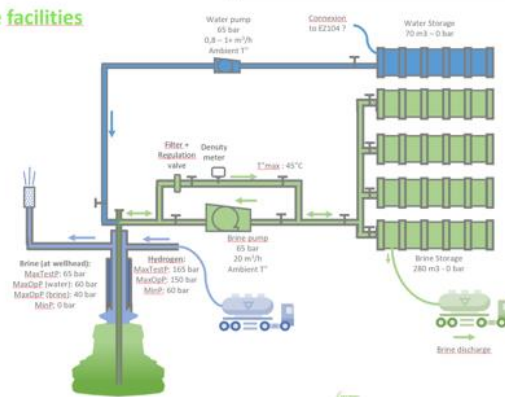 e facilities
Water pump
65 bar
0,8 – 1+ m³/h
Ambient T°
Connexion
to EZ104 ?
Water Storage
70 m3 – 0 bar
Filter +
Regulation
valve
Density
meter
T°max : 45°C
Brine pump
65 bar
20 m³/h
Ambient T°
Brine (at wellhead):
MaxTestP: 65 bar
MaxOpP (water): 60 bar
MaxOpP (brine): 40 bar
MinP: 0 bar
Hydrogen:
MaxTestP: 165 bar
MaxOpP: 150 bar
MinP: 60 bar
Brine Storage
280 m3 –0 bar
Brine discharge